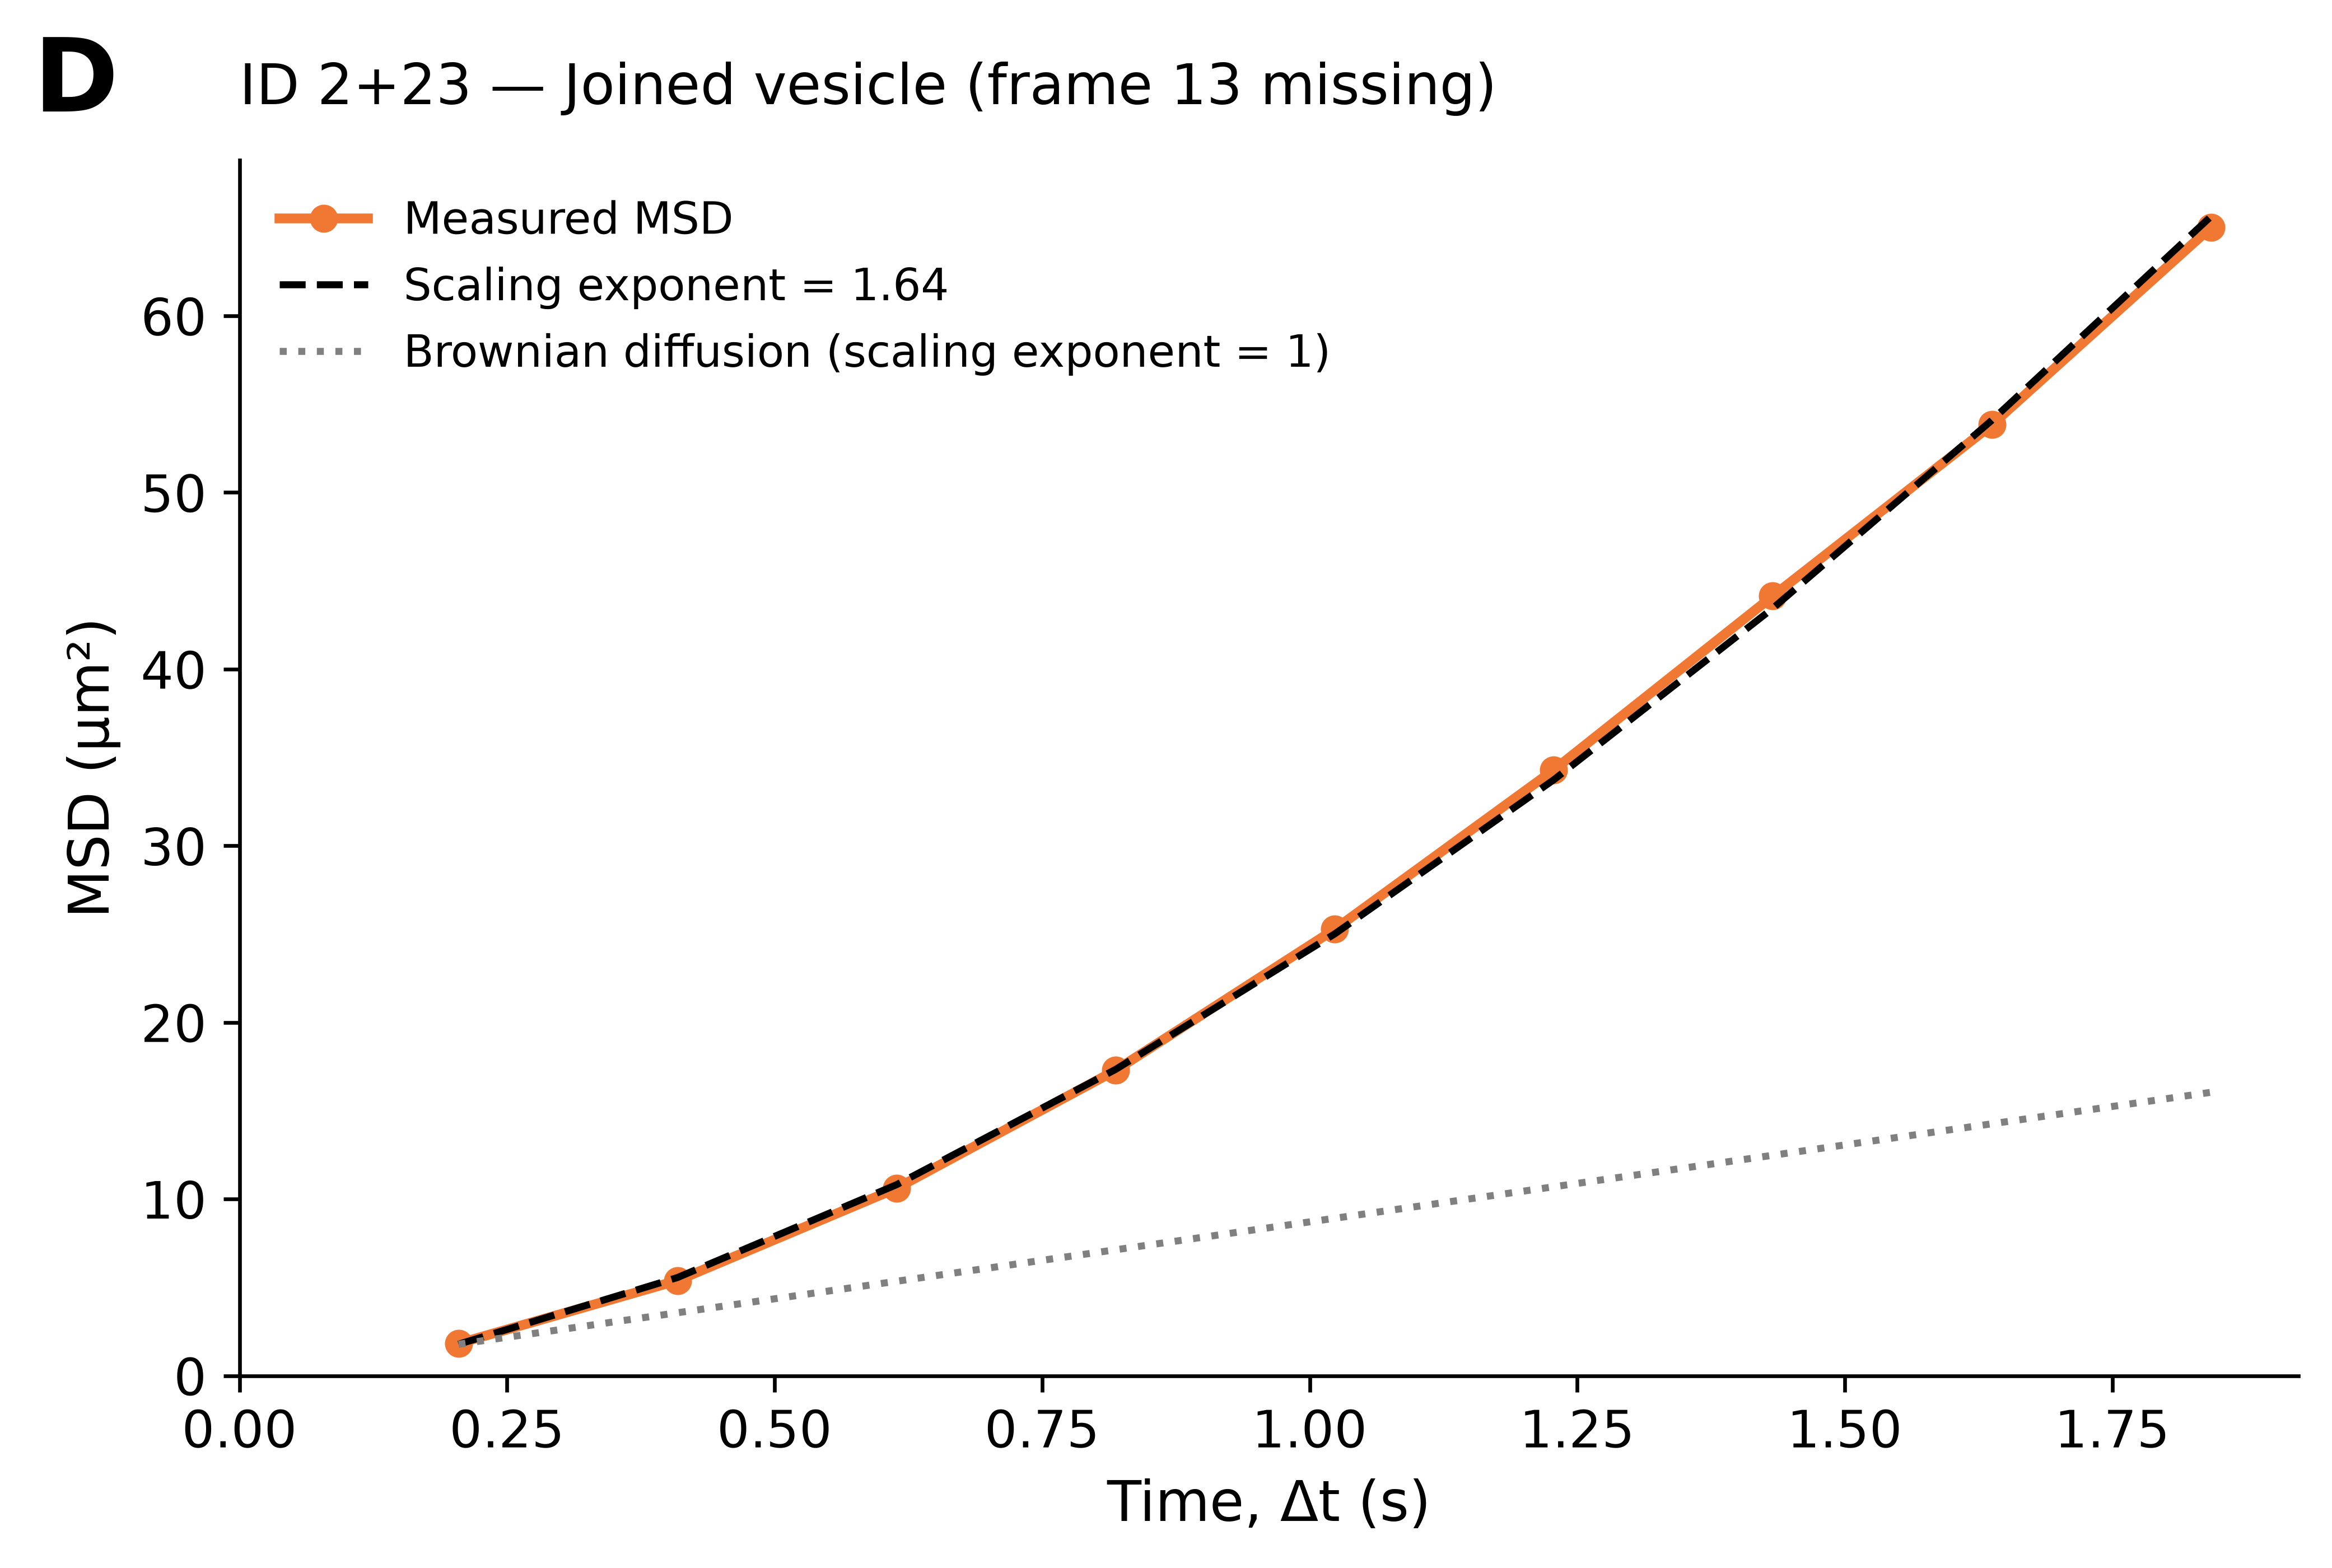 D
ID 2+23 — Joined vesicle (frame 13 missing)
Measured MSD
Scaling exponent = 1.64
Brownian diffusion (scaling exponent = 1)
MSD (µm²)
60
50
40
30
20
10
0
0.00 0.25 0.50 0.75 1.00 1.25 1.50 1.75
Time, Δt (s)